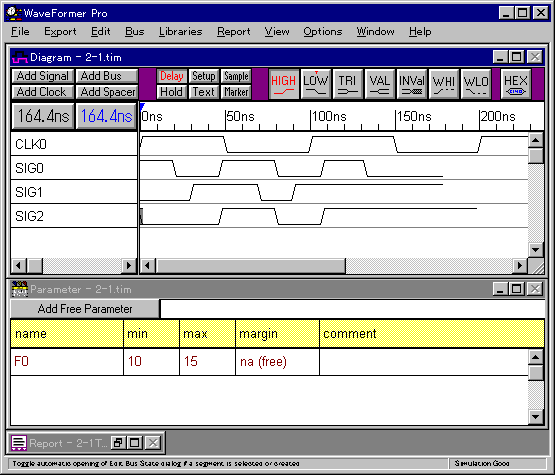 WaveFormer Pro
File Export Edit Bus Libraries Report View Options Window Help
Diagram - 2-1.tim
Add Signal Add Bus Delay Setup Sample HIGH LOW TRI VAL INVal WHI WLO HEX
Add Clock Add Spacer Hold Text Marker
164.4ns 164.4ns 0ns 50ns 100ns 150ns 200ns
CLK0
SIG0
SIG1
SIG2
Parameter - 2-1.tim
Add Free Parameter
name min max margin comment
F0 10 15 na (free)
Report - 2-1T...
Toggle automatic opening of Edit Bus State dialog if a segment is selected or created Simulation Good